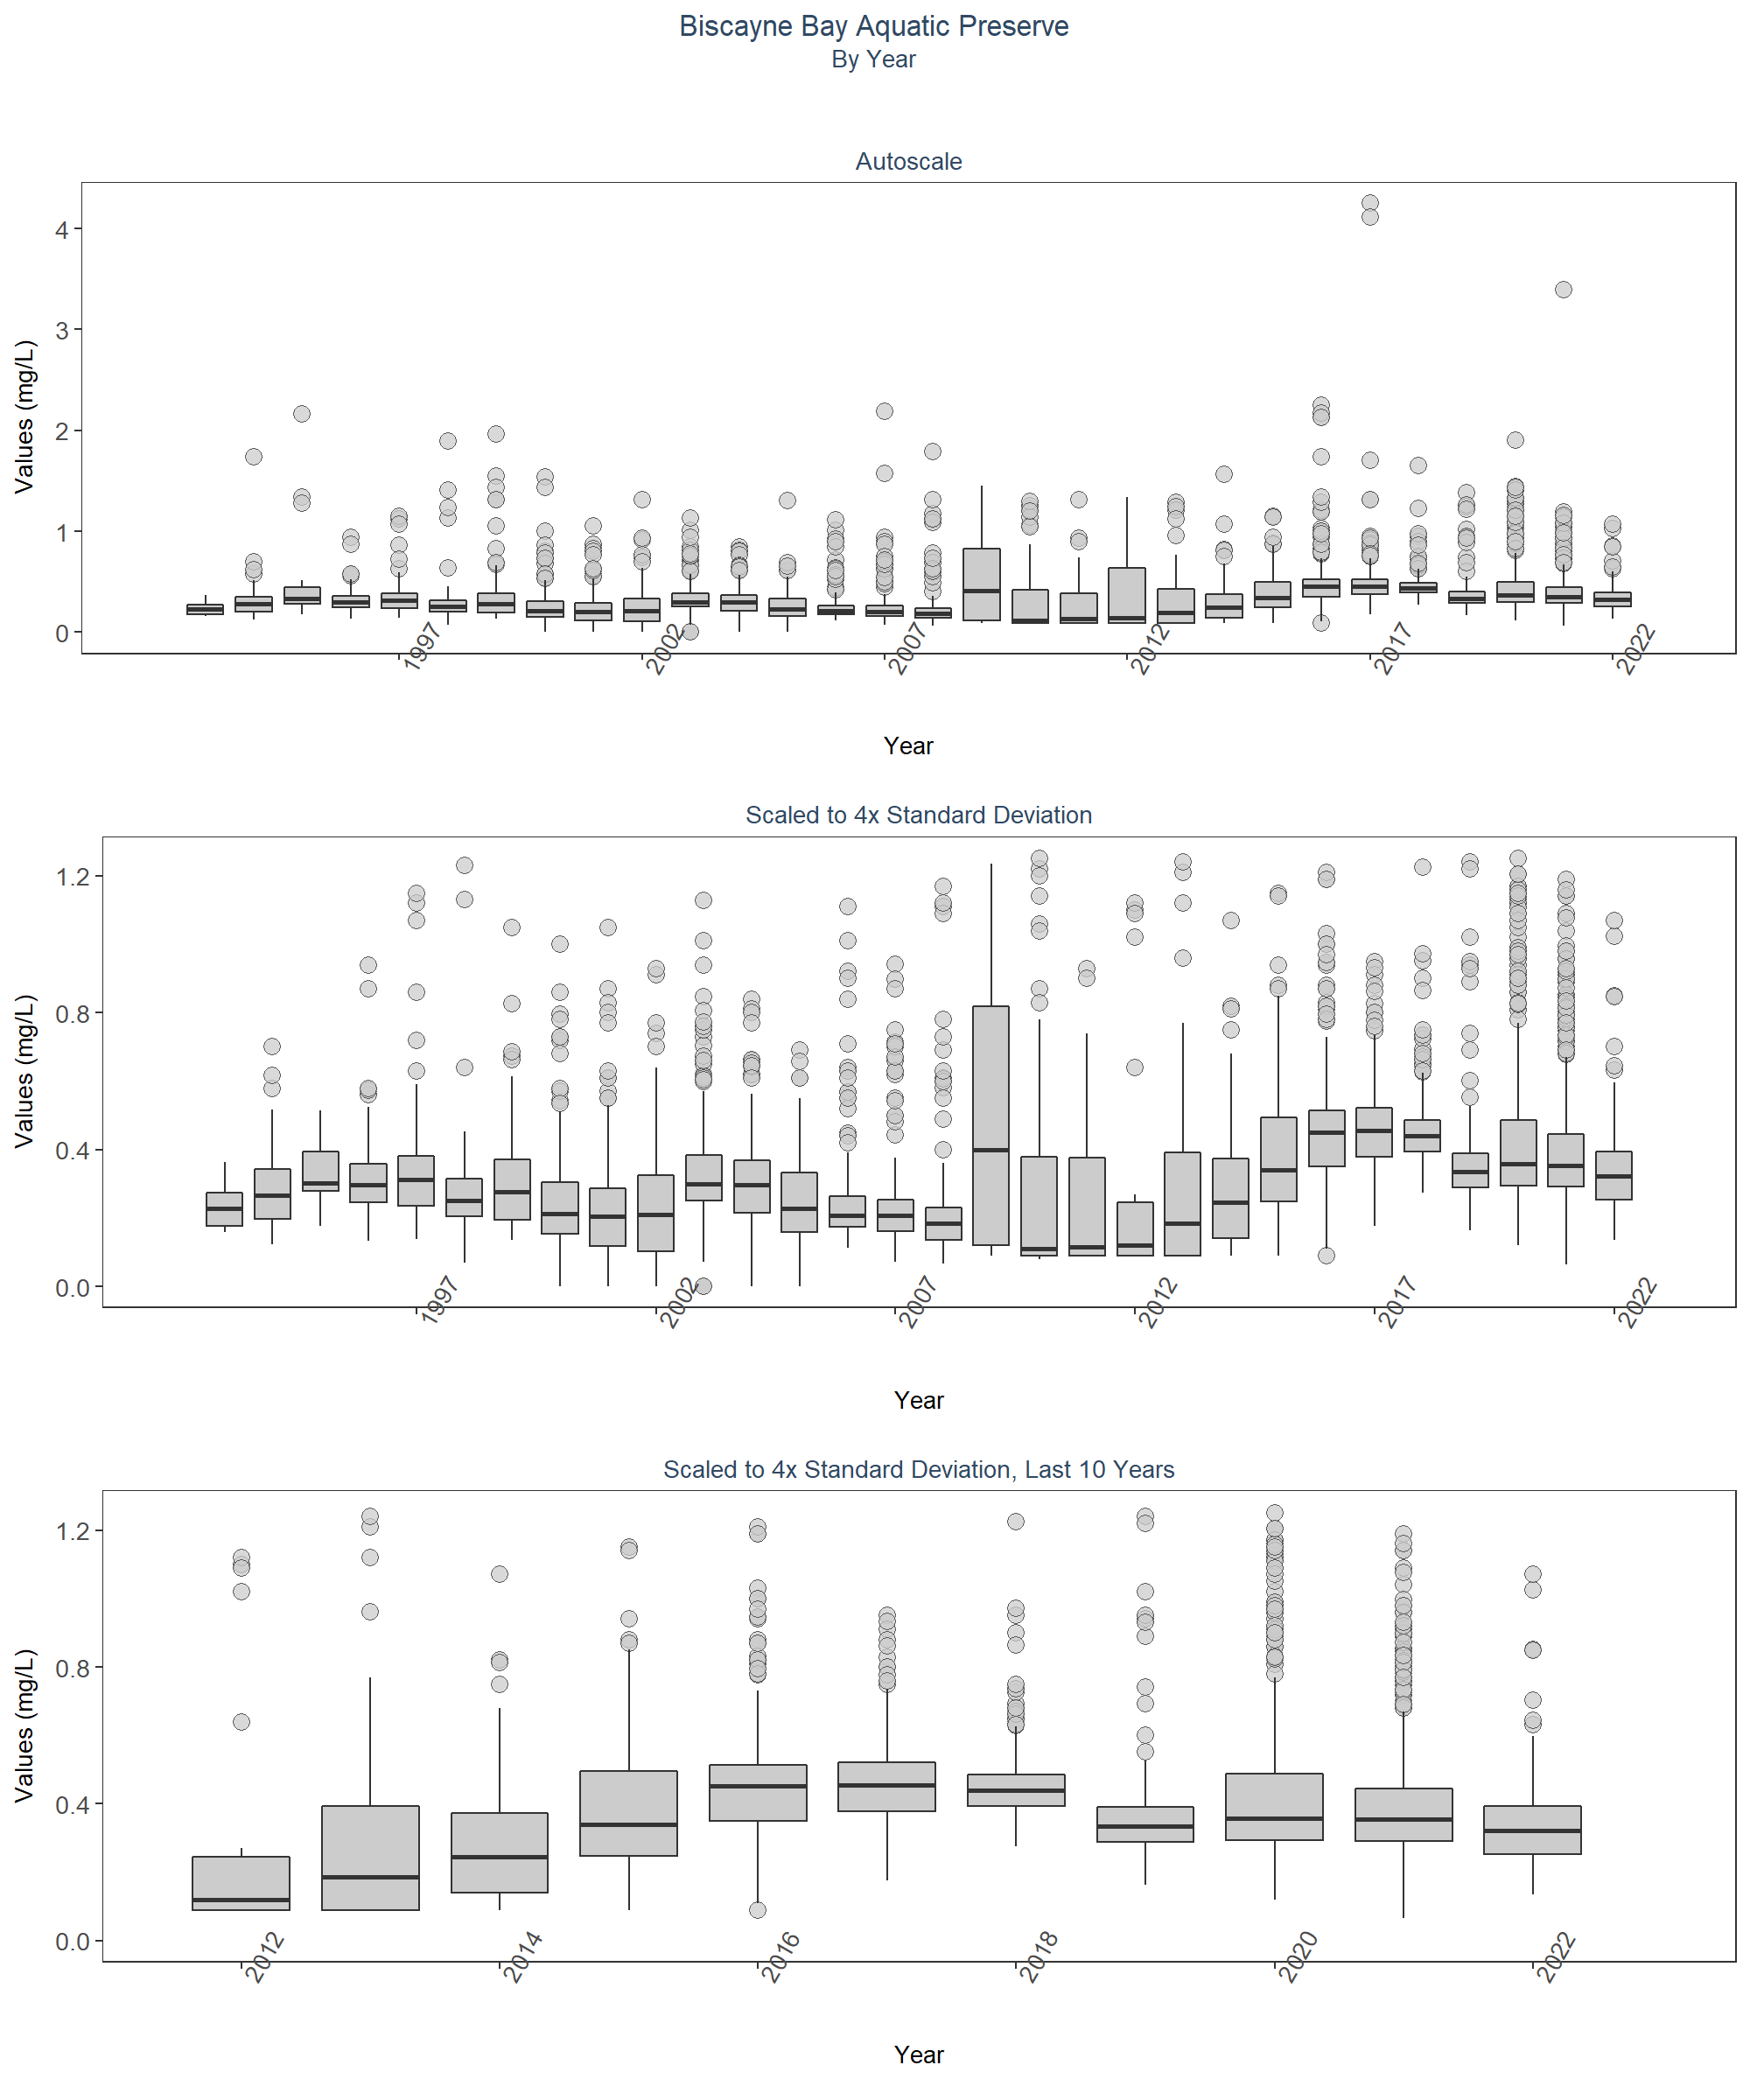 Biscayne Bay Aquatic Preserve
By Year
Autoscale
Values (mg/L)
4
3
2
1
0
1997 2002 2007 2012 2017 2022
Year
Scaled to 4x Standard Deviation
Values (mg/L)
1.2
0.8
0.4
0.0
1997 2002 2007 2012 2017 2022
Year
Scaled to 4x Standard Deviation, Last 10 Years
Values (mg/L)
1.2
0.8
0.4
0.0
2012 2014 2016 2018 2020 2022
Year